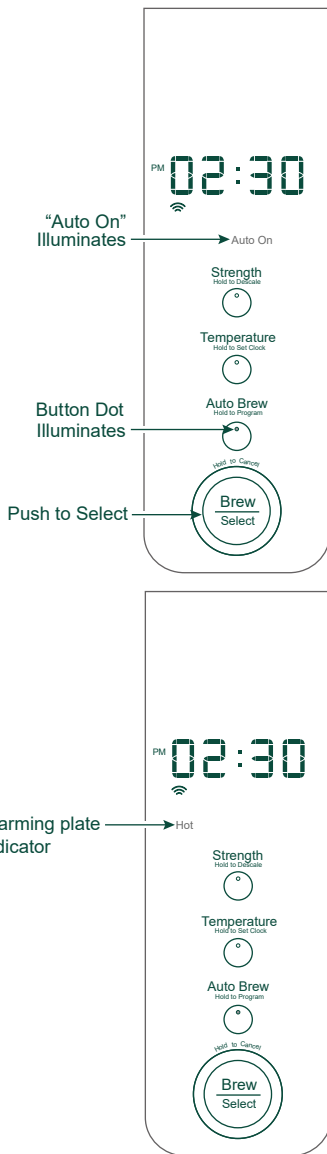 PM 02:30
“Auto On”
Illuminates
Auto On
Strength
Hold to Descale
Temperature
Hold to Set Clock
Button Dot
Illuminates
Auto Brew
Hold to Program
Hold to Cancel
Push to Select
Brew
Select
PM 02:30
arming plate
dicator
Hot
Strength
Hold to Descale
Temperature
Hold to Set Clock
Auto Brew
Hold to Program
Hold to Cancel
Brew
Select